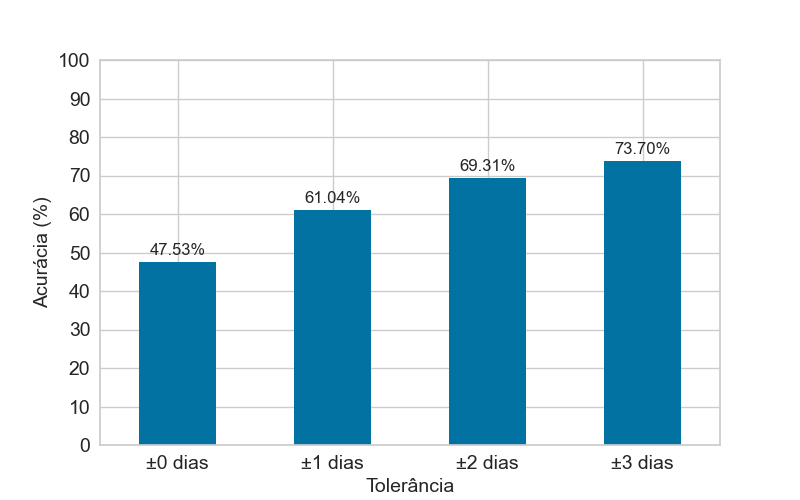 100
90
80
70
60
50
40
30
20
10
0
Acurácia (%)
47.53%
61.04%
69.31%
73.70%
±0 dias
±1 dias
±2 dias
±3 dias
Tolerância